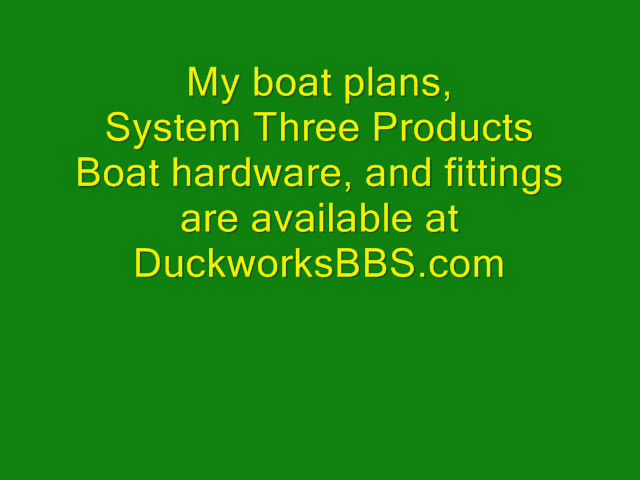 My boat plans,
System Three Products
Boat hardware, and fittings
are available at
DuckworksBBS.com